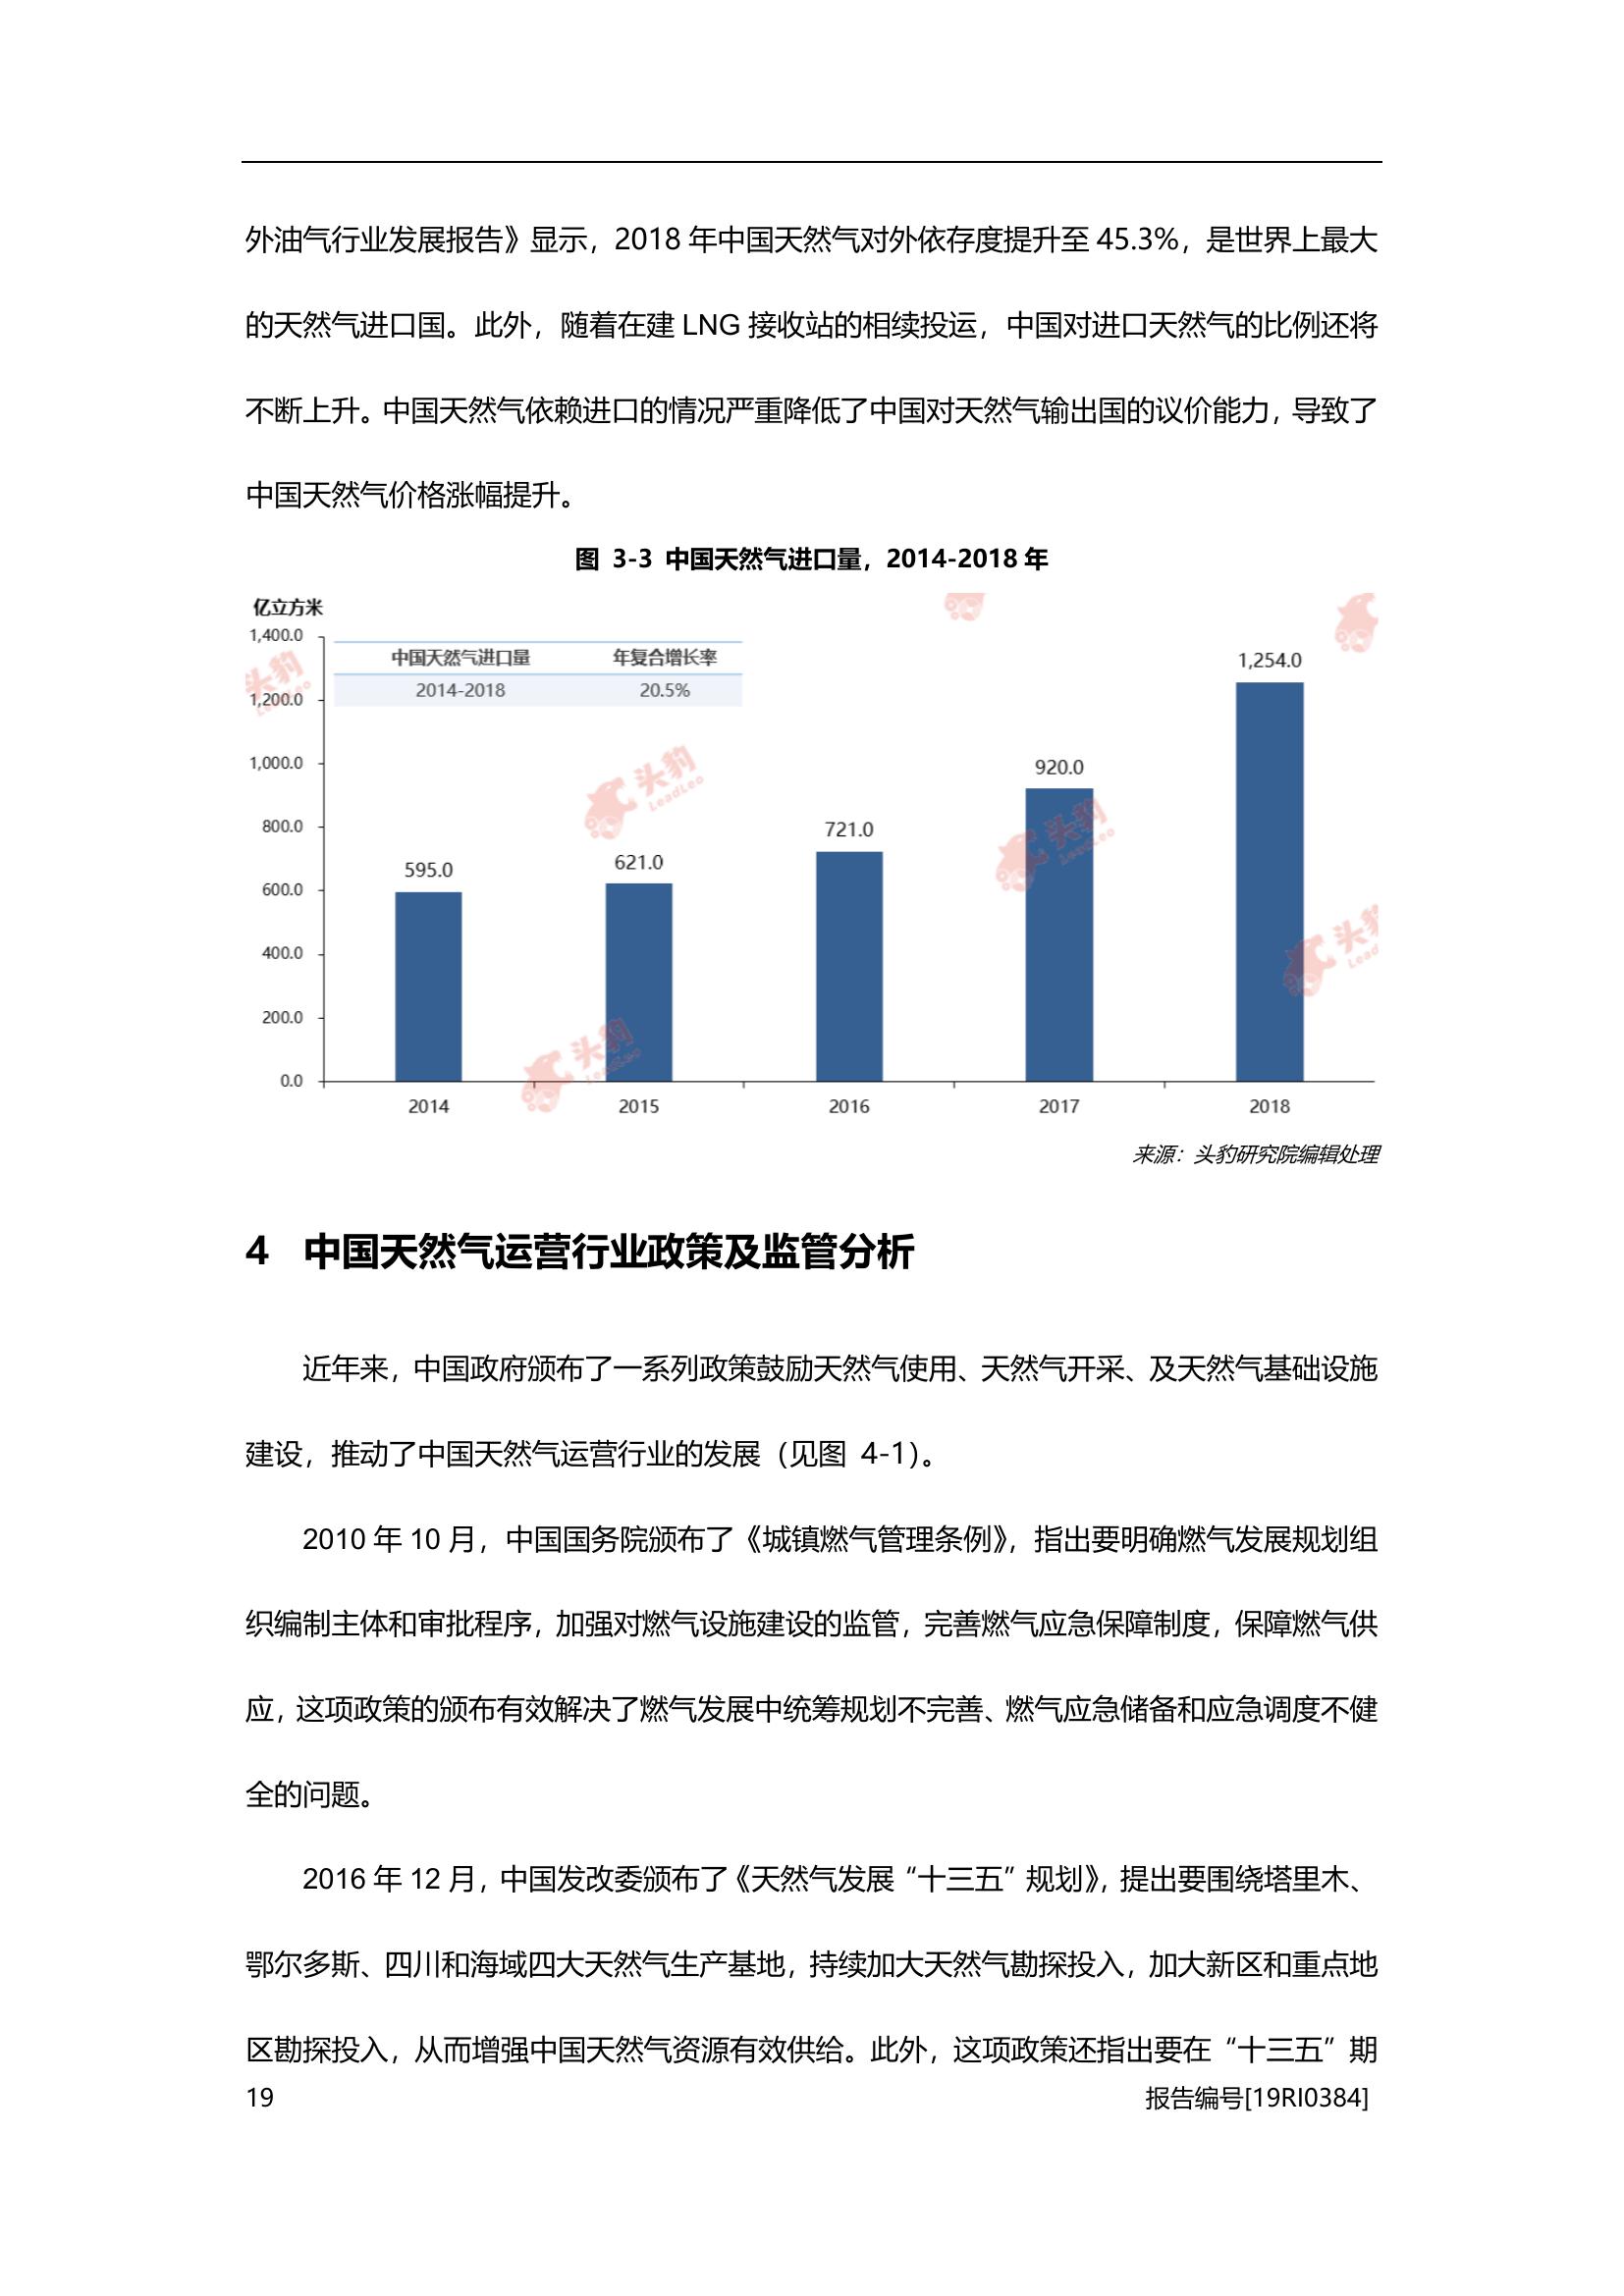 外油气行业发展报告》显示，2018 年中国天然气对外依存度提升至 45.3%，是世界上最大
的天然气进口国。此外，随着在建 LNG 接收站的相续投运，中国对进口天然气的比例还将
不断上升。中国天然气依赖进口的情况严重降低了中国对天然气输出国的议价能力，导致了
中国天然气价格涨幅提升。
图 3-3 中国天然气进口量，2014-2018 年
亿立方米
1,400.0
1,200.0
1,000.0
800.0
600.0
400.0
200.0
0.0
中国天然气进口量 年复合增长率
2014-2018 20.5%
595.0
621.0
721.0
920.0
1,254.0
2014 2015 2016 2017 2018
头豹
LeadLeo
头豹
LeadLeo
头豹
LeadLeo
头豹
LeadLeo
头豹
Lead
来源：头豹研究院编辑处理
4 中国天然气运营行业政策及监管分析
近年来，中国政府颁布了一系列政策鼓励天然气使用、天然气开采、及天然气基础设施
建设，推动了中国天然气运营行业的发展（见图 4-1）。
2010 年 10 月，中国国务院颁布了《城镇燃气管理条例》，指出要明确燃气发展规划组
织编制主体和审批程序，加强对燃气设施建设的监管，完善燃气应急保障制度，保障燃气供
应，这项政策的颁布有效解决了燃气发展中统筹规划不完善、燃气应急储备和应急调度不健
全的问题。
2016 年 12 月，中国发改委颁布了《天然气发展“十三五”规划》，提出要围绕塔里木、
鄂尔多斯、四川和海域四大天然气生产基地，持续加大天然气勘探投入，加大新区和重点地
区勘探投入，从而增强中国天然气资源有效供给。此外，这项政策还指出要在“十三五”期
19 报告编号[19RI0384]